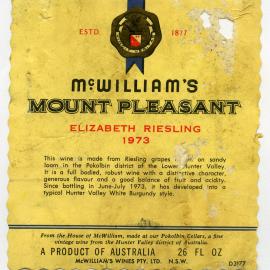 ESTD 1877
McWILLIAM'S
MOUNT PLEASANT
ELIZABETH RIESLING
1973
This wine is made from Riesling grapes on sandy
loam in the Pokolbin district of the Lower Hunter Valley.
It is a full bodied, robust wine with a distinctive character,
generous flavour and a good balance of fruit and acidity.
Since bottling in June-July 1973, it has developed into a
typical Hunter Valley White Burgundy style.
From the House of McWilliam, made at our Pokolbin Cellars, a fine
vintage wine from the Hunter Valley district of Australia.
A PRODUCT OF AUSTRALIA 26 FL OZ
McWILLIAM'S WINES PTY. LTD. N.S.W.
D3177